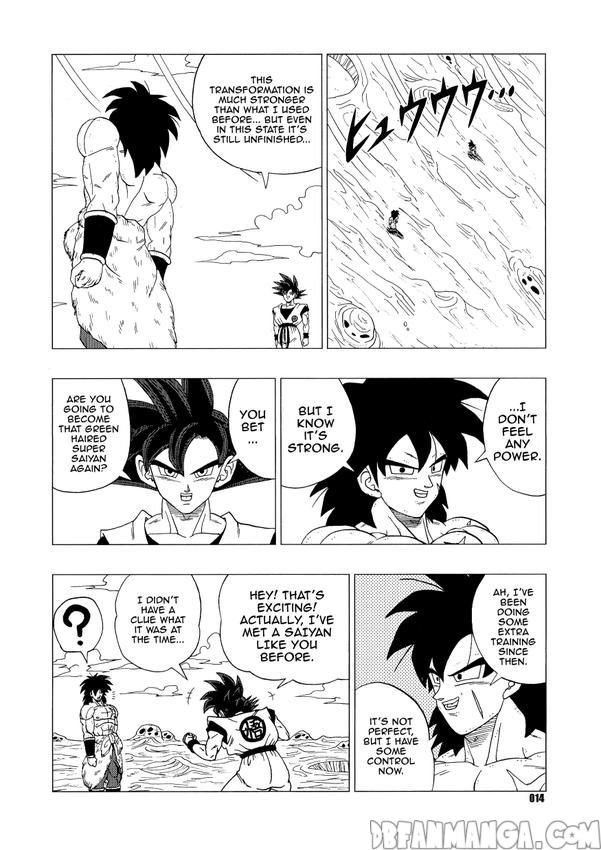 ヒュウウウ…
THIS
TRANSFORMATION IS
MUCH STRONGER
THAN WHAT I USED
BEFORE... BUT EVEN
IN THIS STATE IT'S
STILL UNFINISHED...
...I
DON'T
FEEL
ANY
POWER.
BUT I
KNOW
IT'S
STRONG.
YOU
BET
...
ARE YOU
GOING TO
BECOME
THAT GREEN
HAIRED
SUPER
SAIYAN
AGAIN?
AH, I'VE
BEEN
DOING
SOME
EXTRA
TRAINING
SINCE
THEN.
IT'S NOT
PERFECT,
BUT I HAVE
SOME
CONTROL
NOW.
HEY! THAT'S
EXCITING!
ACTUALLY, I'VE
MET A SAIYAN
LIKE YOU
BEFORE.
I DIDN'T
HAVE A
CLUE WHAT
IT WAS AT
THE TIME...
?
悟
014
DBFANMANGA.COM